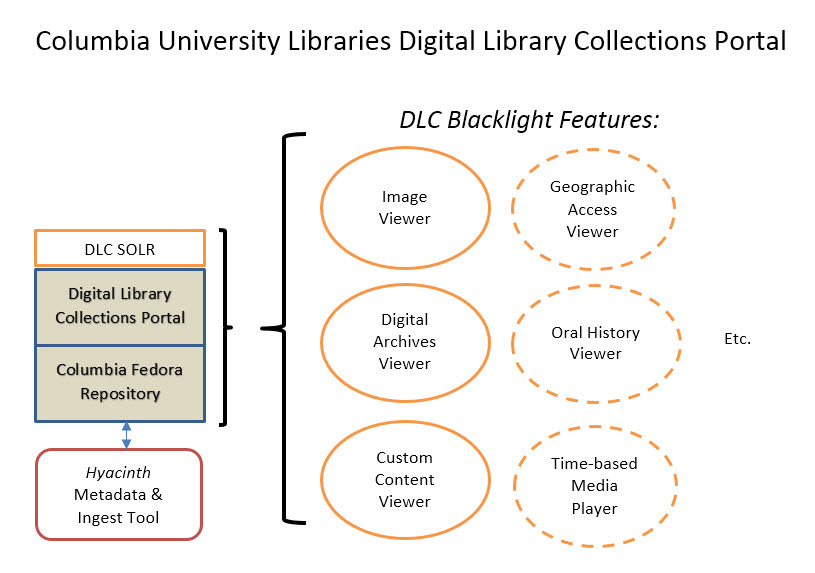 Columbia University Libraries Digital Library Collections Portal
DLC Blacklight Features:
Image
Viewer
Geographic
Access
Viewer
DLC SOLR
Digital Library
Collections Portal
Columbia Fedora
Repository
Hyacinth
Metadata &
Ingest Tool
Digital
Archives
Viewer
Oral History
Viewer
Etc.
Custom
Content
Viewer
Time-based
Media
Player